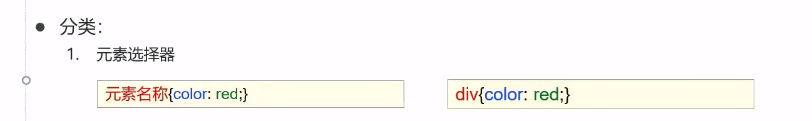 ● 分类：
1. 元素选择器
元素名称{color: red;}
div{color: red;}